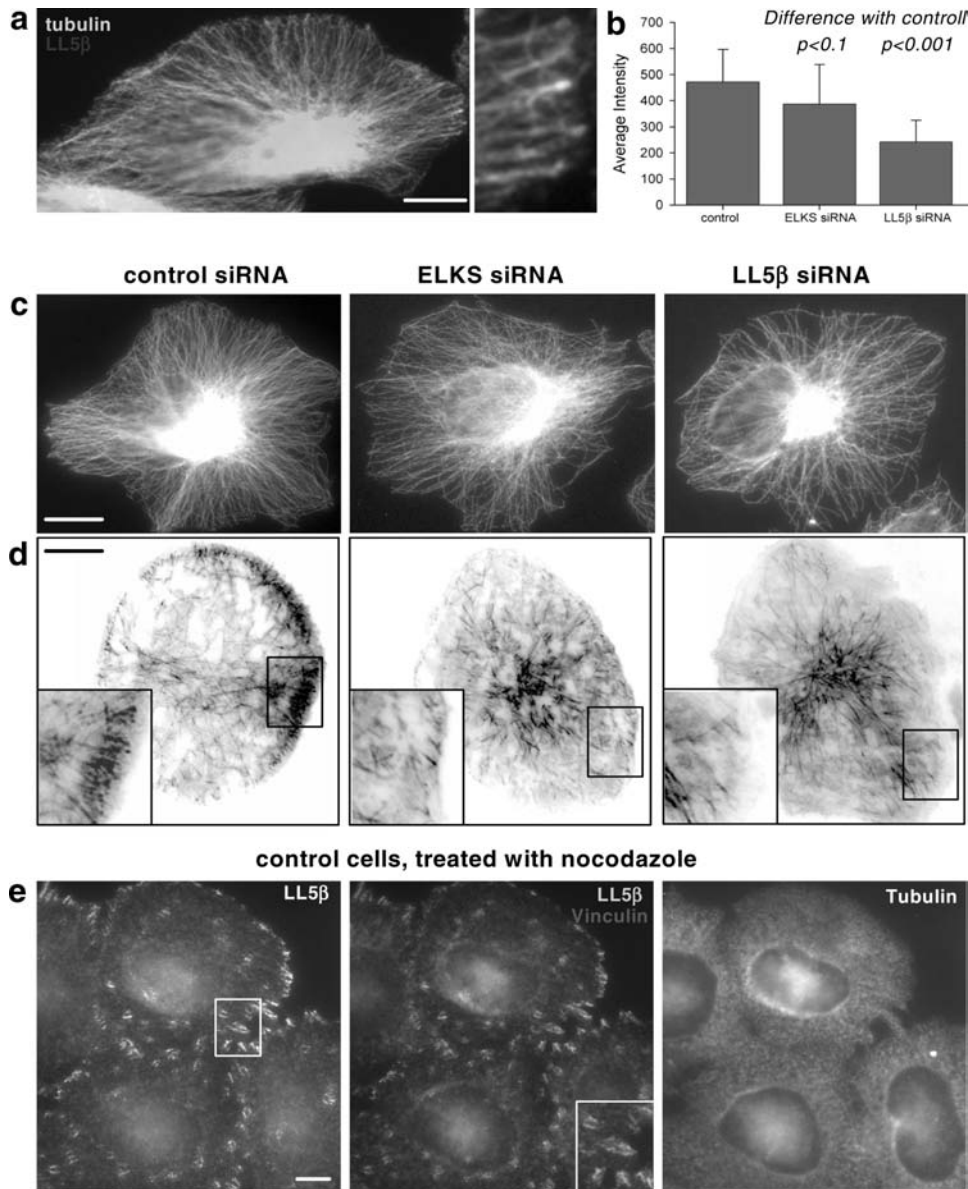 a
tubulin
LL5β
b
Difference with controll
p<0.1 p<0.001
Average Intensity
700
600
500
400
300
200
100
0
control ELKS siRNA LL5β siRNA
control siRNA ELKS siRNA LL5β siRNA
c
d
control cells, treated with nocodazole
e
LL5β
LL5β
Vinculin
Tubulin